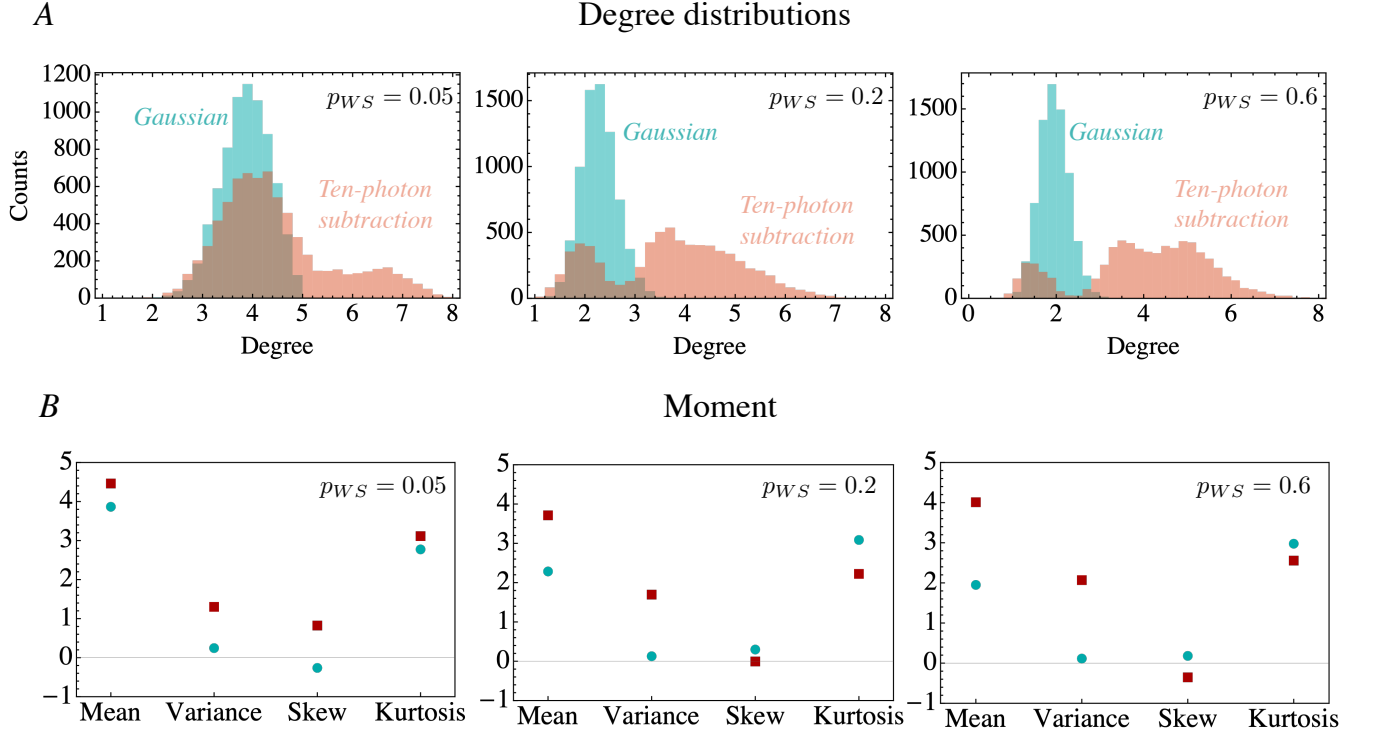 A
Degree distributions
Counts
1200
1000
800
600
400
200
0
1 2 3 4 5 6 7 8
Degree
p_{WS} = 0.05
Gaussian
Ten-photon
subtraction
1500
1000
500
0
1 2 3 4 5 6 7 8
Degree
p_{WS} = 0.2
Gaussian
Ten-photon
subtraction
1500
1000
500
0
0 2 4 6 8
Degree
p_{WS} = 0.6
Gaussian
Ten-photon
subtraction
B
Moment
5
4
3
2
1
0
−1
Mean Variance Skew Kurtosis
p_{WS} = 0.05
5
4
3
2
1
0
−1
Mean Variance Skew Kurtosis
p_{WS} = 0.2
5
4
3
2
1
0
−1
Mean Variance Skew Kurtosis
p_{WS} = 0.6